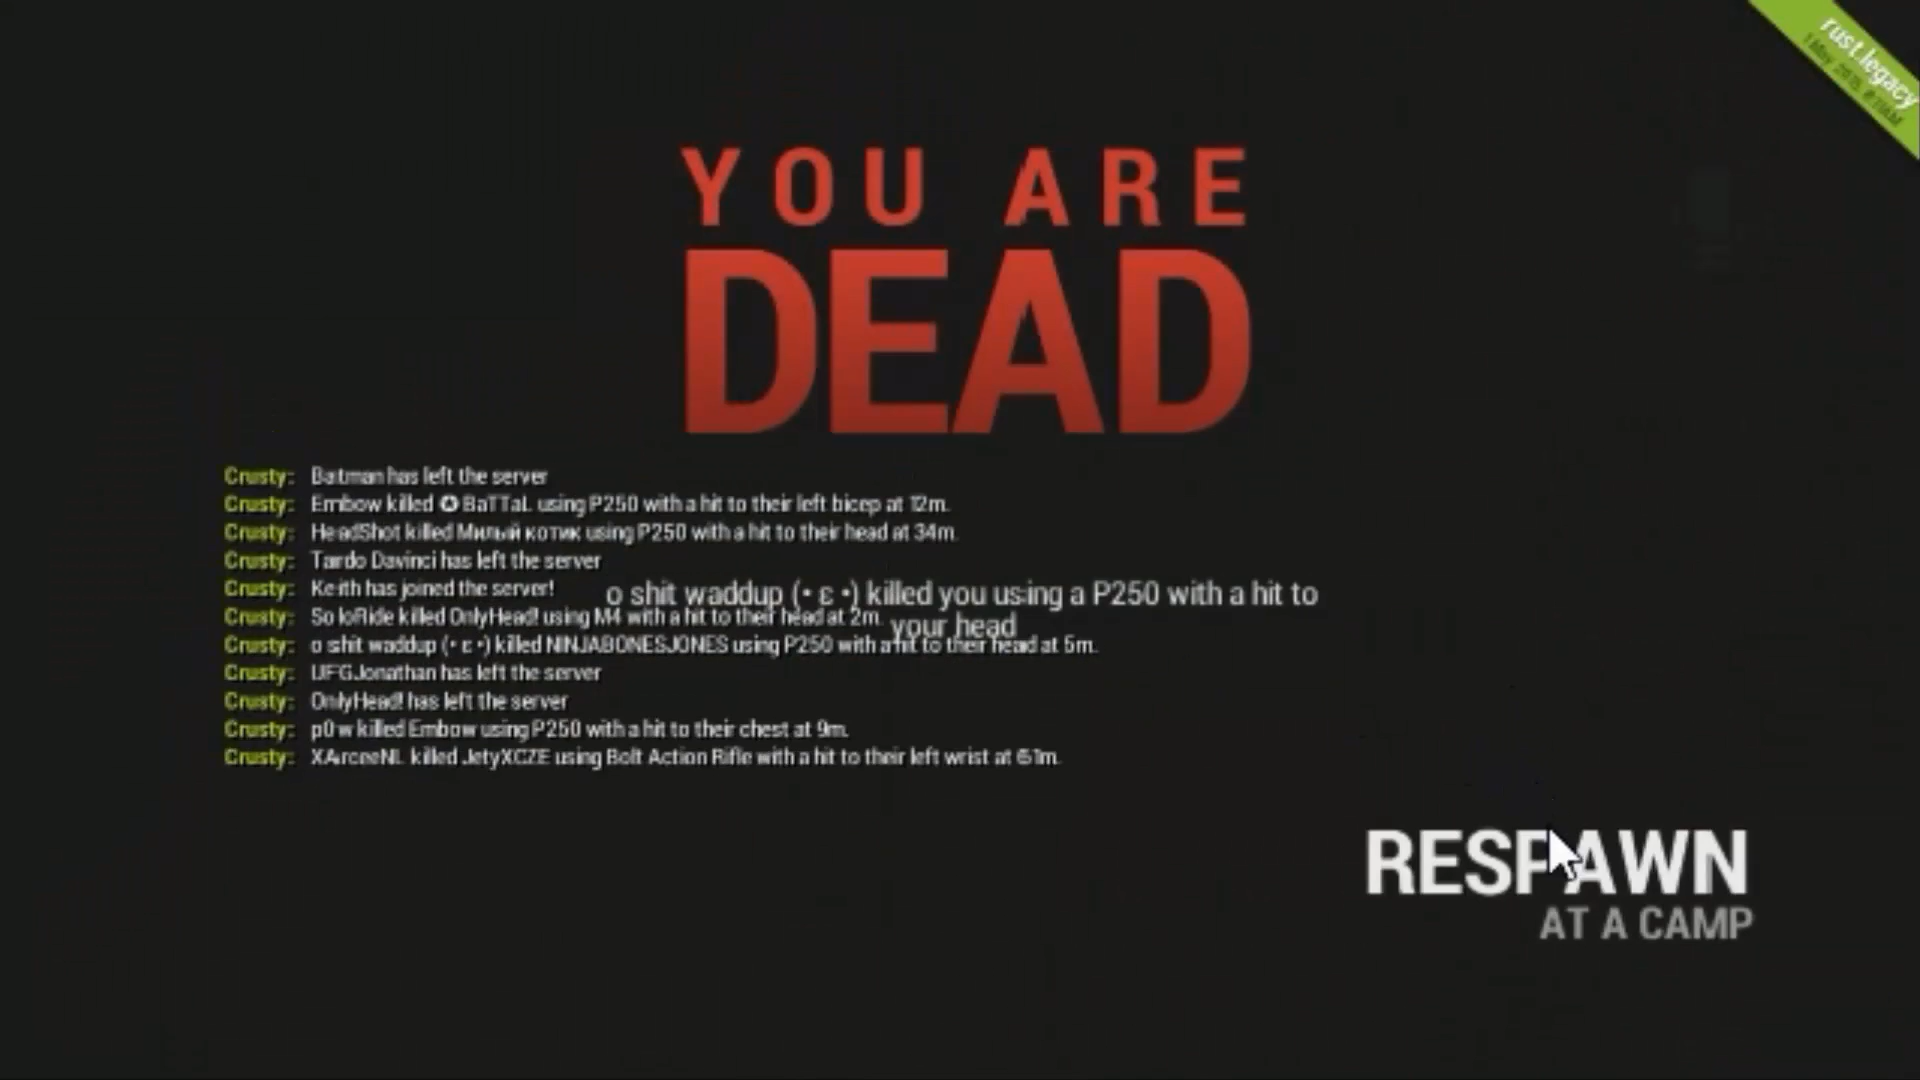 rust.legacy
YOU ARE
DEAD
Crusty: Batman has left the server
Crusty: Embow killed ✪ BaTTaL using P250 with a hit to their left bicep at 12m.
Crusty: HeadShot killed Милый котик using P250 with a hit to their head at 34m.
Crusty: Tardo Davinci has left the server
Crusty: Keith has joined the server!
o shit waddup (• ε •) killed you using a P250 with a hit to
your head
Crusty: SoloRide killed OnlyHead! using M4 with a hit to their head at 2m.
Crusty: o shit waddup (• ε •) killed NINJABONESJONES using P250 with a hit to their head at 5m.
Crusty: UFGJonathan has left the server
Crusty: OnlyHead! has left the server
Crusty: p0w killed Embow using P250 with a hit to their chest at 9m.
Crusty: XArceeNL killed JetyXCZE using Bolt Action Rifle with a hit to their left wrist at 61m.
RESPAWN
AT A CAMP